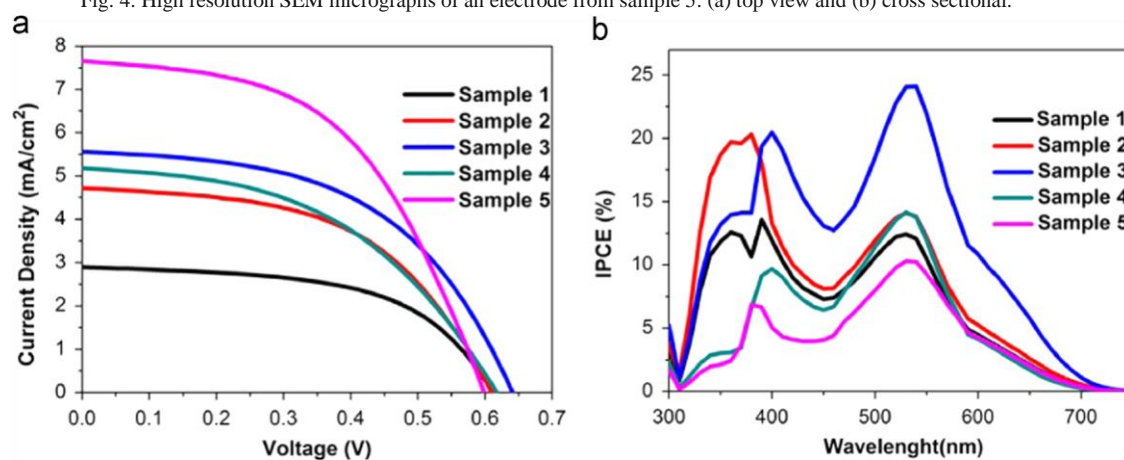 Fig. 4. High resolution SEM micrographs of an electrode from sample 5: (a) top view and (b) cross sectional.
a
8
7
6
5
4
3
2
1
0
Current Density (mA/cm²)
Sample 1
Sample 2
Sample 3
Sample 4
Sample 5
0.0 0.1 0.2 0.3 0.4 0.5 0.6 0.7
Voltage (V)
b
25
20
15
10
5
0
IPCE (%)
Sample 1
Sample 2
Sample 3
Sample 4
Sample 5
300 400 500 600 700
Wavelenght(nm)